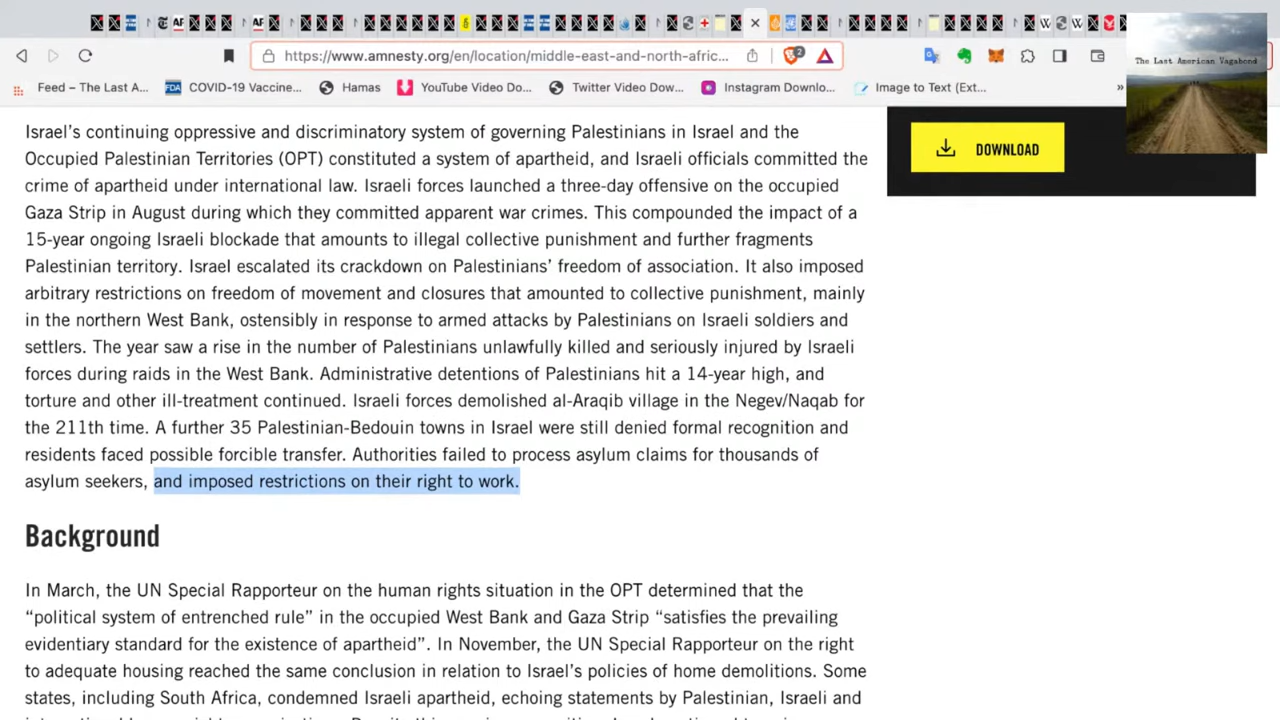 https://www.amnesty.org/en/location/middle-east-and-north-afric...
2
The Last American Vagabond
Feed – The Last A...
FDA COVID-19 Vaccine...
Hamas
YouTube Video Do...
Twitter Video Dow...
Instagram Downlo...
Image to Text (Ext...
»
Israel's continuing oppressive and discriminatory system of governing Palestinians in Israel and the
Occupied Palestinian Territories (OPT) constituted a system of apartheid, and Israeli officials committed the
crime of apartheid under international law. Israeli forces launched a three-day offensive on the occupied
Gaza Strip in August during which they committed apparent war crimes. This compounded the impact of a
15-year ongoing Israeli blockade that amounts to illegal collective punishment and further fragments
Palestinian territory. Israel escalated its crackdown on Palestinians' freedom of association. It also imposed
arbitrary restrictions on freedom of movement and closures that amounted to collective punishment, mainly
in the northern West Bank, ostensibly in response to armed attacks by Palestinians on Israeli soldiers and
settlers. The year saw a rise in the number of Palestinians unlawfully killed and seriously injured by Israeli
forces during raids in the West Bank. Administrative detentions of Palestinians hit a 14-year high, and
torture and other ill-treatment continued. Israeli forces demolished al-Araqib village in the Negev/Naqab for
the 211th time. A further 35 Palestinian-Bedouin towns in Israel were still denied formal recognition and
residents faced possible forcible transfer. Authorities failed to process asylum claims for thousands of
asylum seekers, and imposed restrictions on their right to work.
DOWNLOAD
Background
In March, the UN Special Rapporteur on the human rights situation in the OPT determined that the
“political system of entrenched rule” in the occupied West Bank and Gaza Strip “satisfies the prevailing
evidentiary standard for the existence of apartheid”. In November, the UN Special Rapporteur on the right
to adequate housing reached the same conclusion in relation to Israel's policies of home demolitions. Some
states, including South Africa, condemned Israeli apartheid, echoing statements by Palestinian, Israeli and